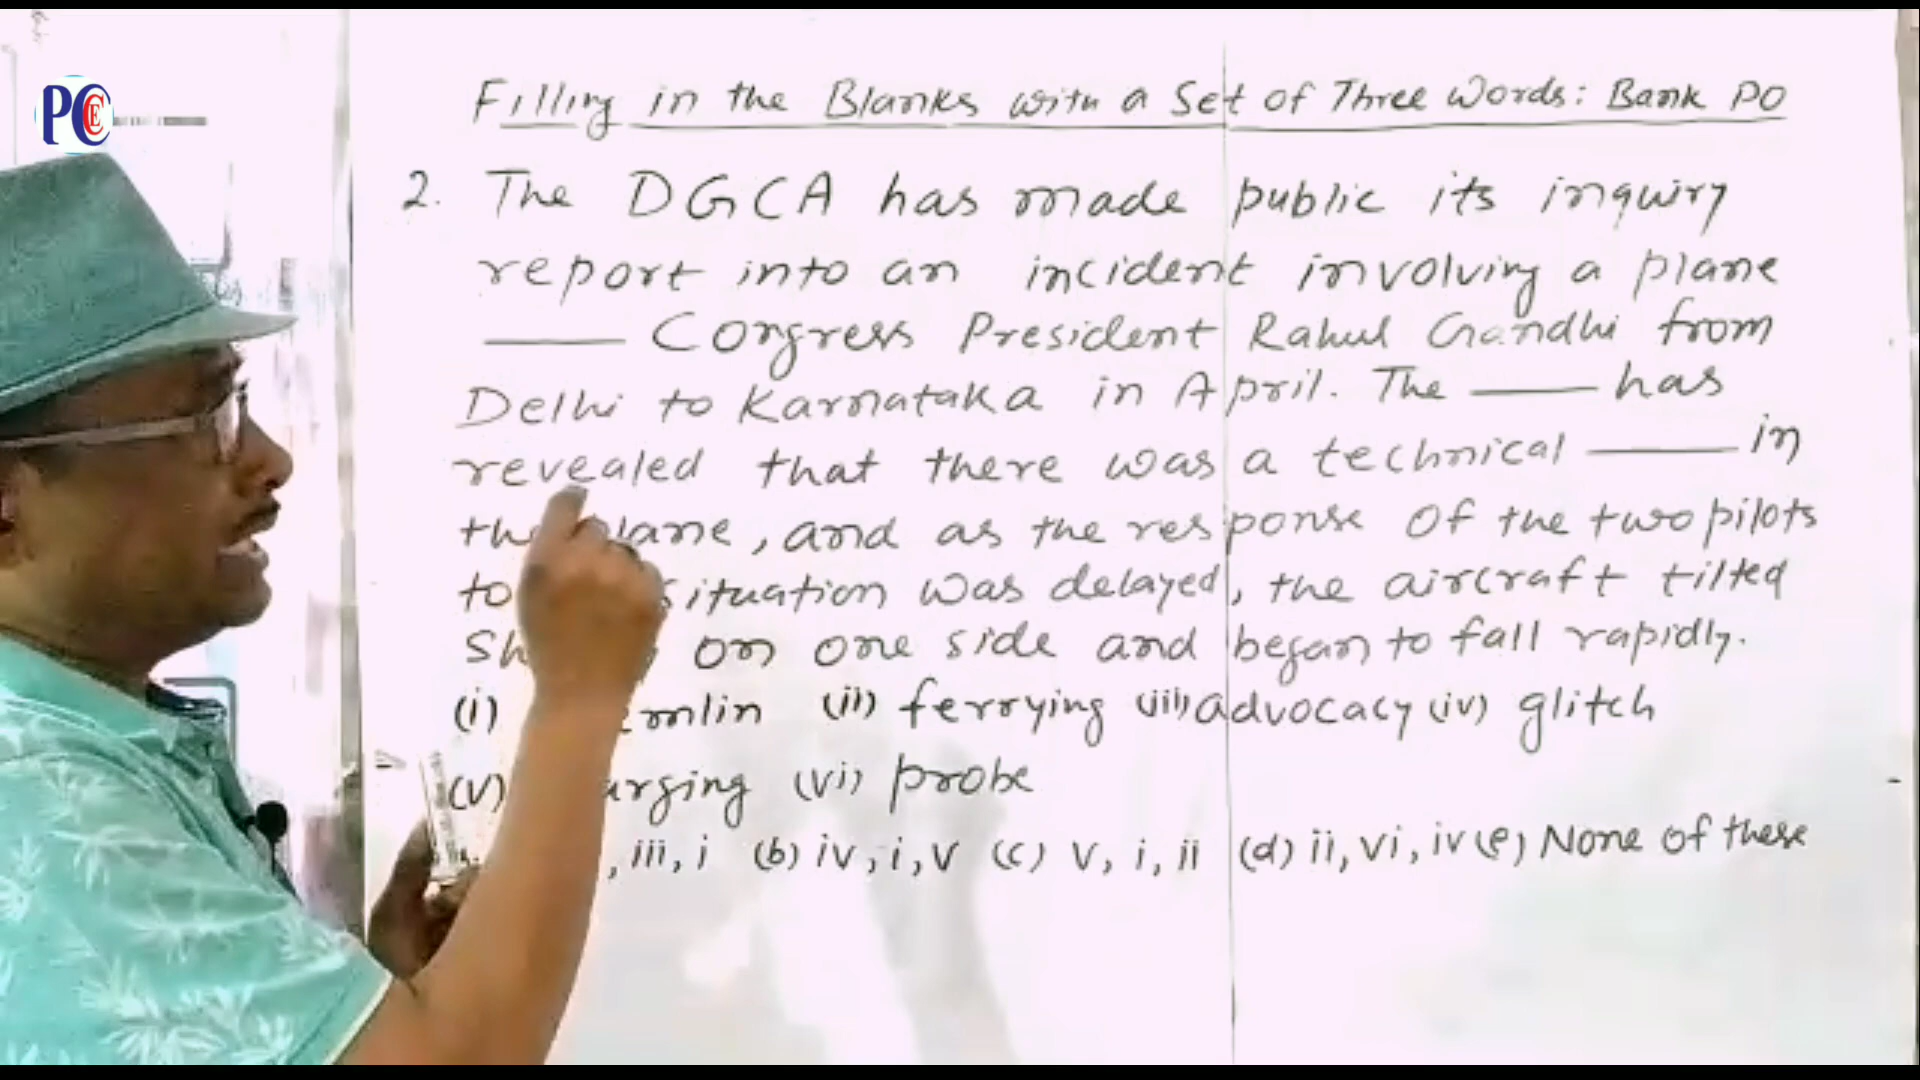 PCCE
Filling in the Blanks with a Set of Three Words: Bank PO
2. The DGCA has made public its inquiry
report into an incident involving a plane
——— Congress President Rahul Gandhi from
Delhi to Karnataka in April. The ——— has
revealed that there was a technical ——— in
plane, and as the response of the two pilots
to situation was delayed, the aircraft tilted
on one side and began to fall rapidly.
(i) (ii) ferrying (iii) advocacy (iv) glitch
(v) (vi) probe
, iii, i (b) iv, i, v (c) v, i, ii (d) ii, vi, iv (e) None of these